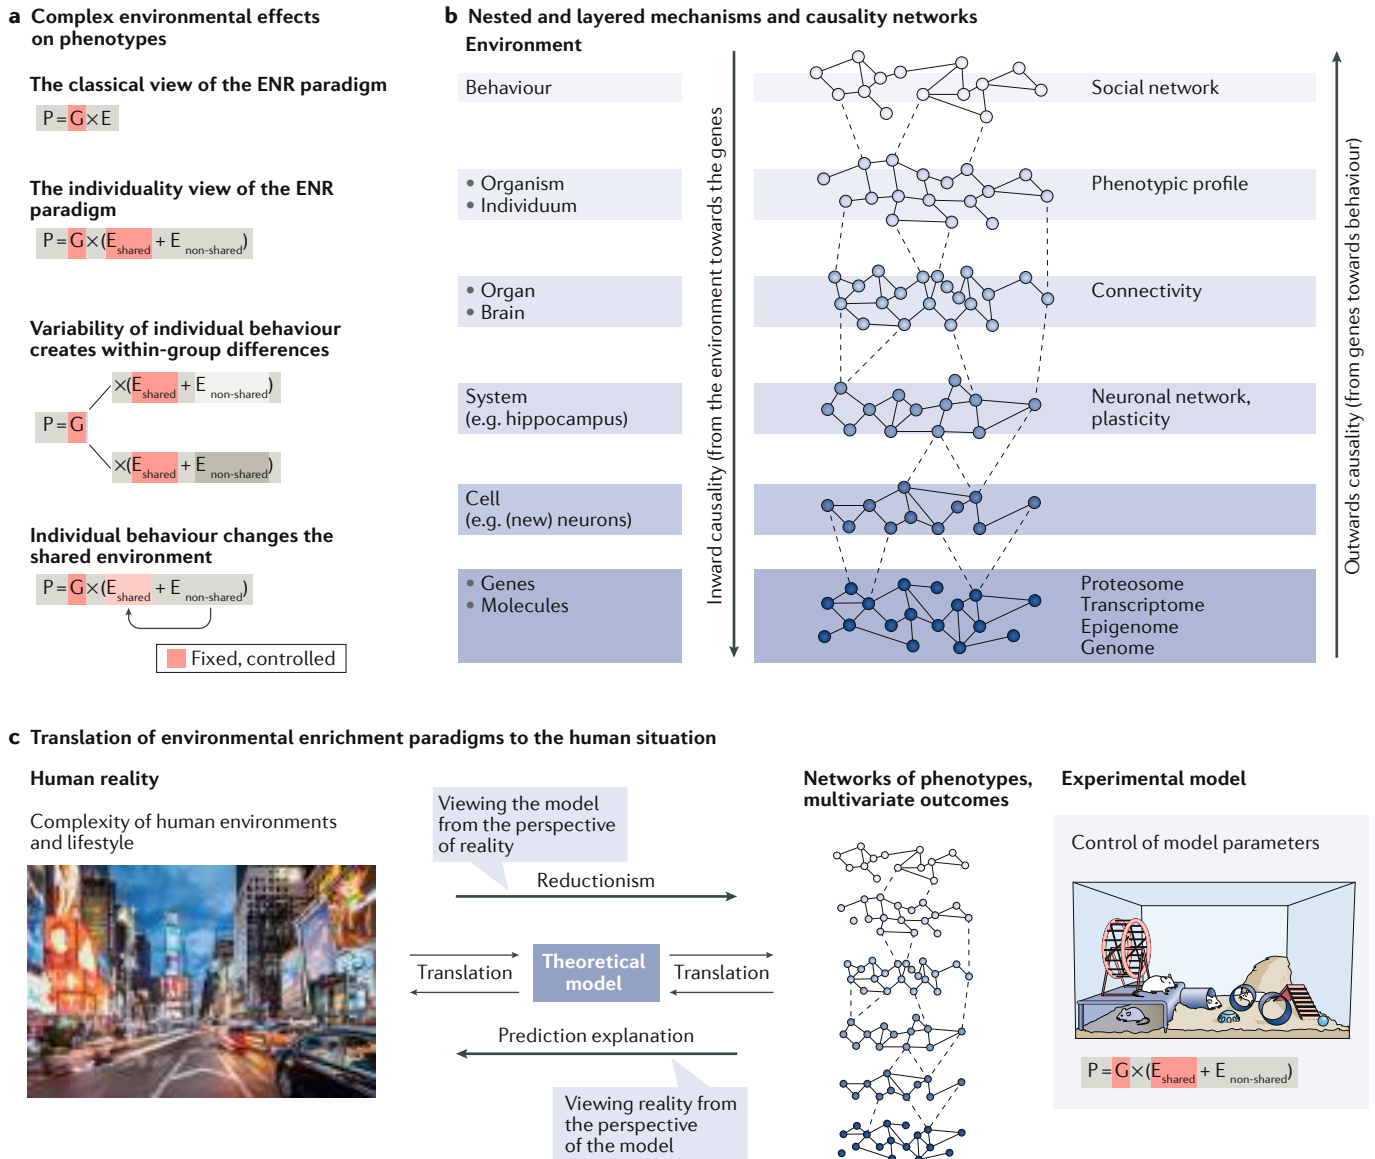 a Complex environmental effects
on phenotypes
The classical view of the ENR paradigm
P = G × E
The individuality view of the ENR
paradigm
P = G × (E shared + E non-shared)
Variability of individual behaviour
creates within-group differences
×(E shared + E non-shared)
P = G
×(E shared + E non-shared)
Individual behaviour changes the
shared environment
P = G × (E shared + E non-shared)
Fixed, controlled
b Nested and layered mechanisms and causality networks
Environment
Behaviour
Social network
• Organism
• Individuum
Phenotypic profile
• Organ
• Brain
Connectivity
System
(e.g. hippocampus)
Neuronal network,
plasticity
Cell
(e.g. (new) neurons)
• Genes
• Molecules
Proteosome
Transcriptome
Epigenome
Genome
Inward causality (from the environment towards the genes
Outwards causality (from genes towards behaviour)
c Translation of environmental enrichment paradigms to the human situation
Human reality
Complexity of human environments
and lifestyle
Viewing the model
from the perspective
of reality
Reductionism
Translation
Theoretical
model
Translation
Prediction explanation
Viewing reality from
the perspective
of the model
Networks of phenotypes,
multivariate outcomes
Experimental model
Control of model parameters
P = G × (E shared + E non-shared)